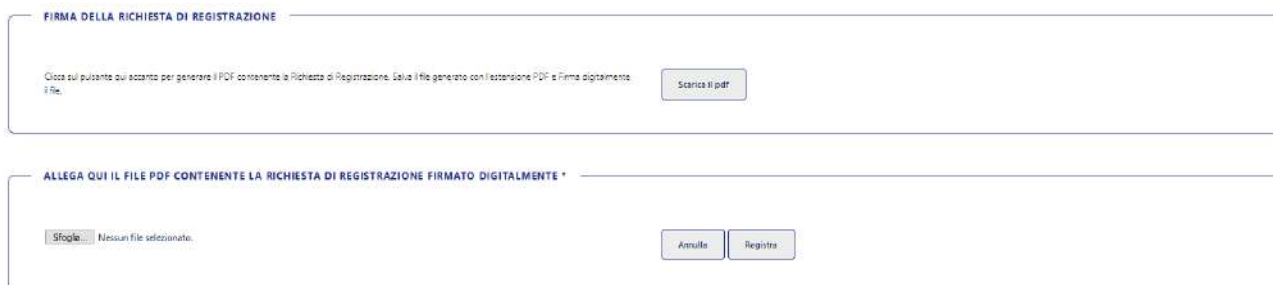 FIRMA DELLA RICHIESTA DI REGISTRAZIONE
Clicca sul pulsante qui accanto per generare il PDF contenente la Richiesta di Registrazione. Salva il file generato con l'estensione PDF e Firma digitalmente
il file.
Scarica il pdf
ALLEGA QUI IL FILE PDF CONTENENTE LA RICHIESTA DI REGISTRAZIONE FIRMATO DIGITALMENTE *
Sfoglia... Nessun file selezionato.
Annulla Registra